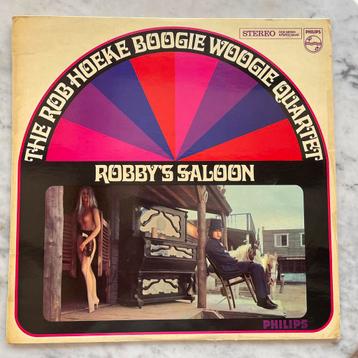 STEREO
PHILIPS
THE ROB HOEKE BOOGIE WOOGIE QUARTET
ROBBY'S SALOON
PHILIPS